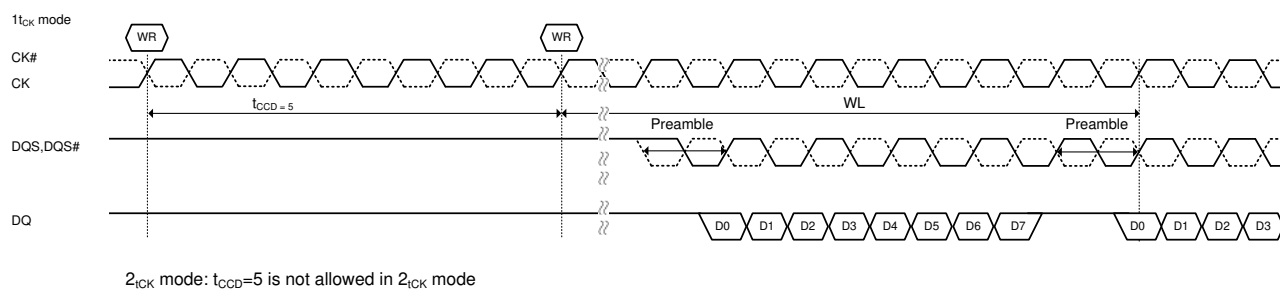 1tCK mode
WR WR
CK#
CK
tCCD = 5 WL
Preamble Preamble
DQS,DQS#
DQ D0 D1 D2 D3 D4 D5 D6 D7 D0 D1 D2 D3
2tCK mode: tCCD=5 is not allowed in 2tCK mode